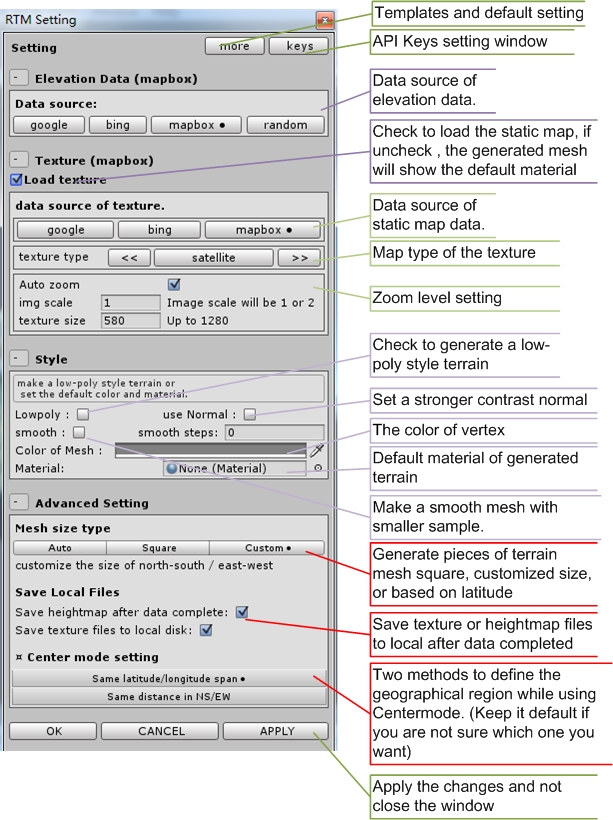 RTM Setting
Setting
more
keys
- Elevation Data (mapbox)
Data source:
google bing mapbox ● random
- Texture (mapbox)
Load texture
data source of texture.
google bing mapbox ●
texture type << satellite >>
Auto zoom
img scale 1 Image scale will be 1 or 2
texture size 580 Up to 1280
- Style
make a low-poly style terrain or
set the default color and material.
Lowpoly : use Normal :
smooth : smooth steps: 0
Color of Mesh :
Material: None (Material)
- Advanced Setting
Mesh size type
Auto Square Custom ●
customize the size of north-south / east-west
Save Local Files
Save heightmap after data complete:
Save texture files to local disk:
¤ Center mode setting
Same latitude/longitude span ●
Same distance in NS/EW
OK CANCEL APPLY
Templates and default setting
API Keys setting window
Data source of
elevation data.
Check to load the static map, if
uncheck , the generated mesh
will show the default material
Data source of
static map data.
Map type of the texture
Zoom level setting
Check to generate a low-
poly style terrain
Set a stronger contrast normal
The color of vertex
Default material of generated
terrain
Make a smooth mesh with
smaller sample.
Generate pieces of terrain
mesh square, customized size,
or based on latitude
Save texture or heightmap files
to local after data completed
Two methods to define the
geographical region while using
Centermode. (Keep it default if
you are not sure which one you
want)
Apply the changes and not
close the window